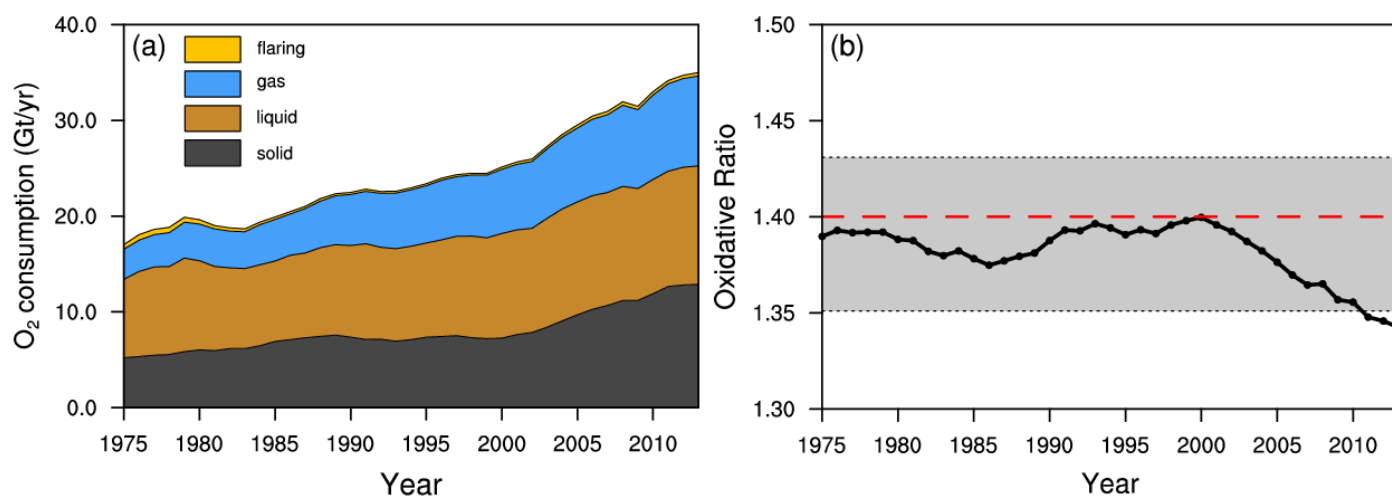 (a)
flaring
gas
liquid
solid
O2 consumption (Gt/yr)
40.0
30.0
20.0
10.0
0.0
1975 1980 1985 1990 1995 2000 2005 2010
Year
(b)
Oxidative Ratio
1.50
1.45
1.40
1.35
1.30
1975 1980 1985 1990 1995 2000 2005 2010
Year